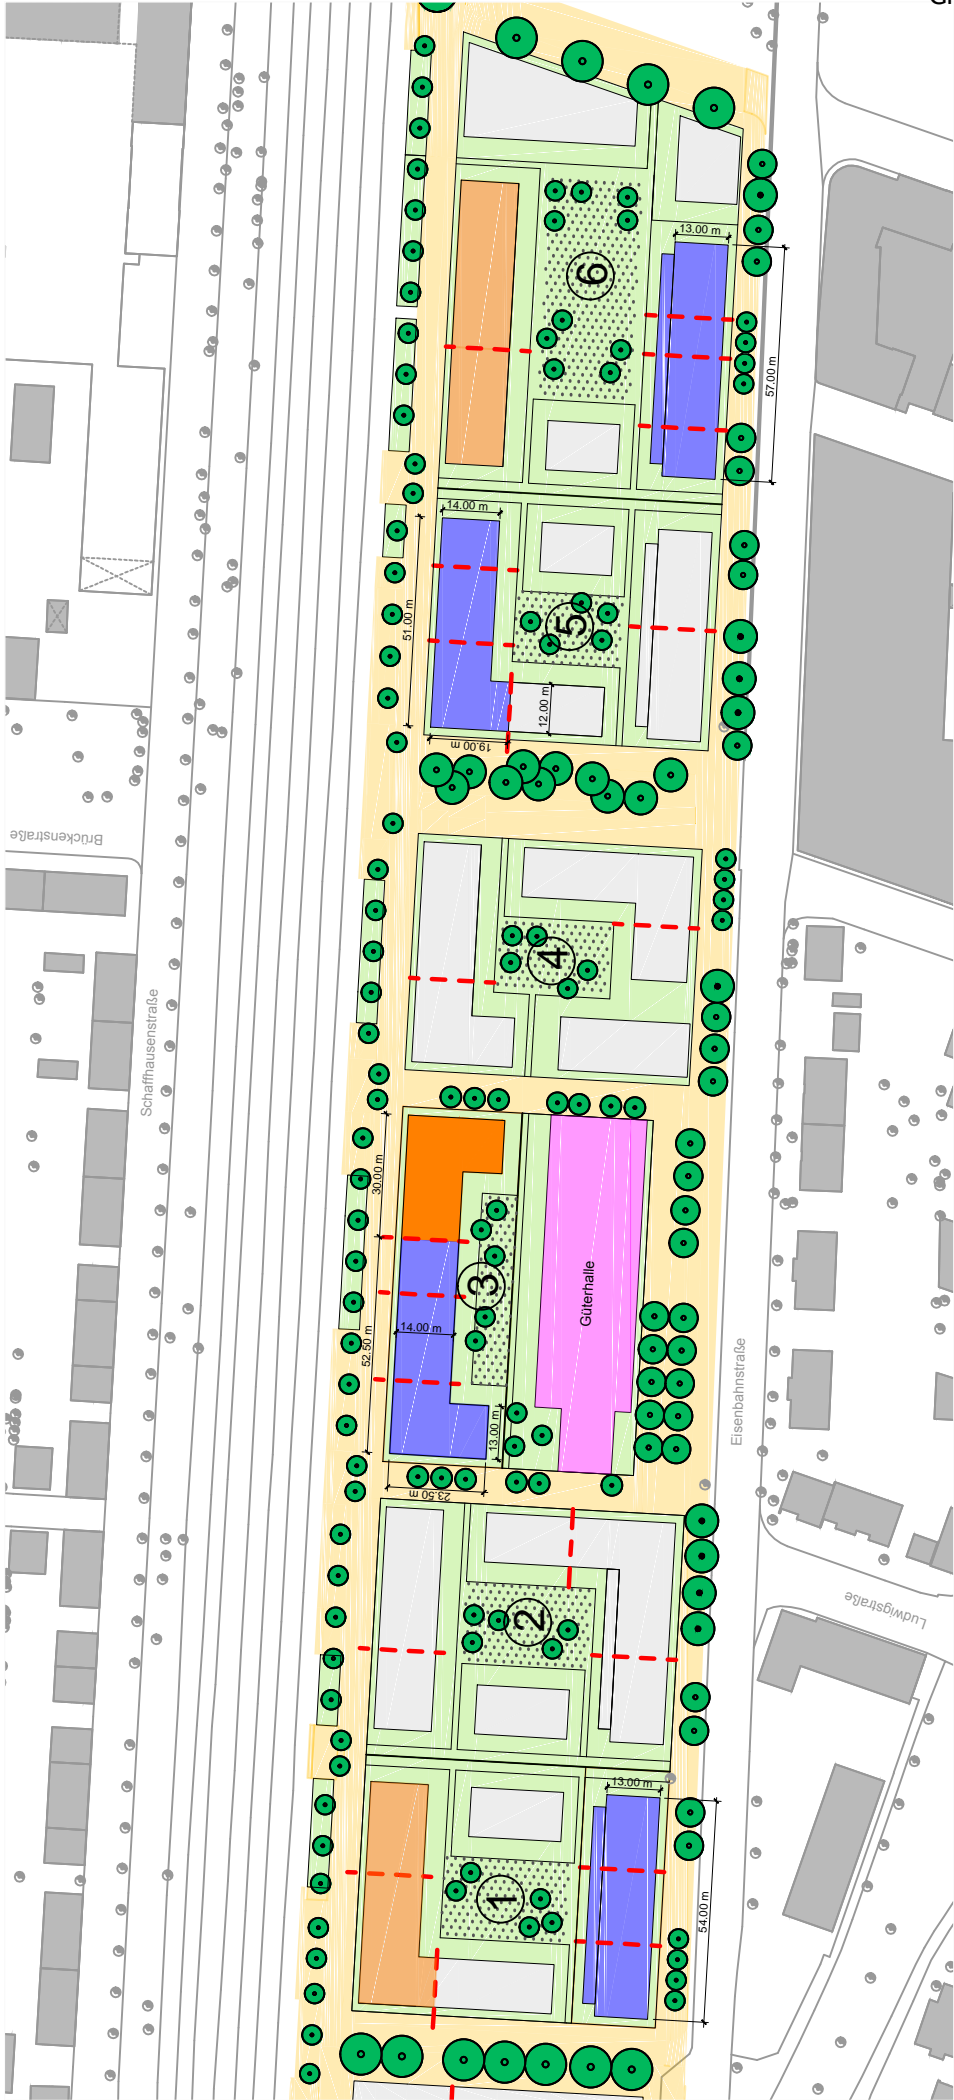 Gl
13.00 m
6
57.00 m
14.00 m
51.00 m
5
12.00 m
19.00 m
Brückenstraße
4
Schaffhausenstraße
30.00 m
Güterhalle
3
14.00 m
52.50 m
13.00 m
Eisenbahnstraße
23.50 m
Ludwigstraße
2
13.00 m
1
54.00 m